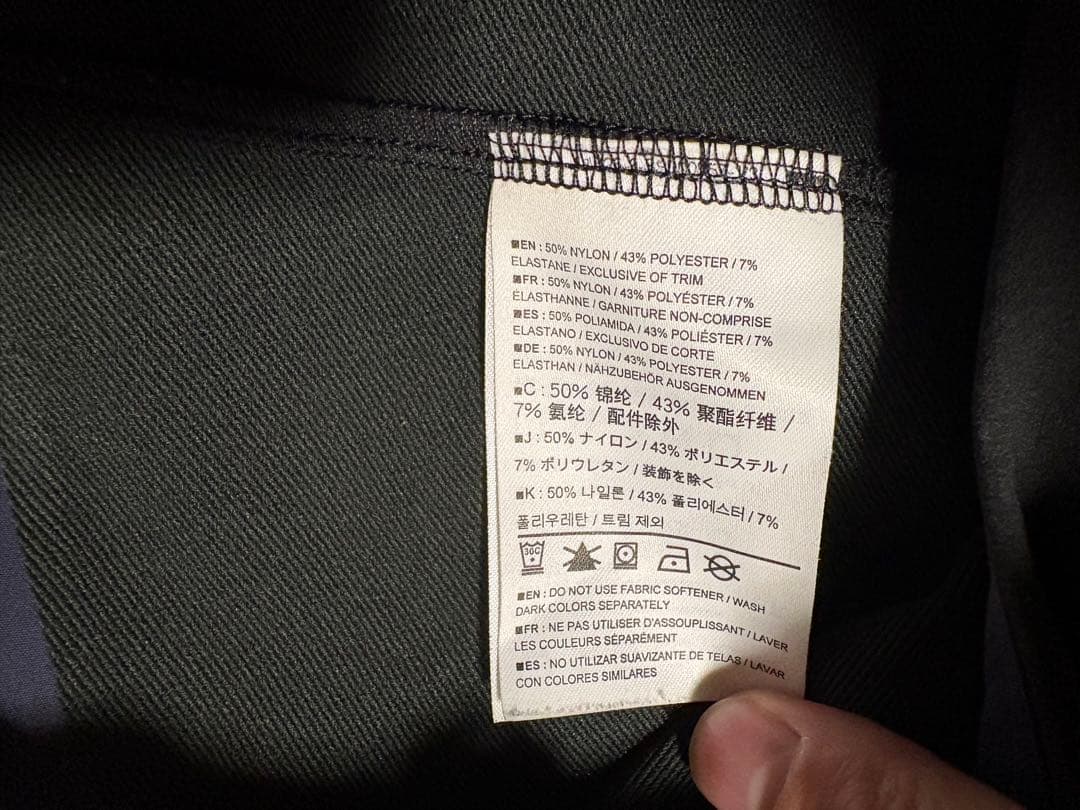 EN : 50% NYLON / 43% POLYESTER / 7%
ELASTANE / EXCLUSIVE OF TRIM
FR : 50% NYLON / 43% POLYÉSTER / 7%
ÉLASTHANNE / GARNITURE NON-COMPRISE
ES : 50% POLIAMIDA / 43% POLIÉSTER / 7%
ELASTANO / EXCLUSIVO DE CORTE
DE : 50% NYLON / 43% POLYESTER / 7%
ELASTHAN / NÄHZUBEHÖR AUSGENOMMEN
C : 50% 锦纶 / 43% 聚酯纤维 /
7% 氨纶 / 配件除外
J : 50% ナイロン / 43% ポリエステル /
7% ポリウレタン / 装飾を除く
K : 50% 나일론 / 43% 폴리에스터 / 7%
폴리우레탄 / 트림 제외
30C
EN : DO NOT USE FABRIC SOFTENER / WASH
DARK COLORS SEPARATELY
FR : NE PAS UTILISER D'ASSOUPLISSANT / LAVER
LES COULEURS SÉPARÉMENT
ES : NO UTILIZAR SUAVIZANTE DE TELAS / LAVAR
CON COLORES SIMILARES